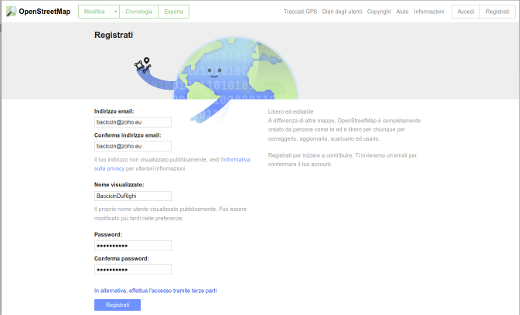 OpenStreetMap Modifica Cronologia Esporta Tracciati GPS Diari degli utenti Copyright Aiuto Informazioni Accedi Registrati
Registrati
Indirizzo email:
bacicin@zoho.eu
Conferma indirizzo email:
bacicin@zoho.eu
Il tuo indirizzo non visualizzato pubblicamente, vedi l'informativa
sulla privacy per ulteriori informazioni
Nome visualizzato:
BaccicinDuRighi
Il proprio nome utente visualizzato pubblicamente. Può essere
modificato più tardi nelle preferenze.
Password:
Conferma password:
In alternativa, effettua l'accesso tramite terze parti
Registrati
Libero ed editabile
A differenza di altre mappe, OpenStreetMap è completamente
creato da persone come te ed è libero per chiunque per
correggerlo, aggiornarlo, scaricarlo ed usarlo.
Registrati per iniziare a contribuire. Ti invieremo un'email per
confermare il tuo account.